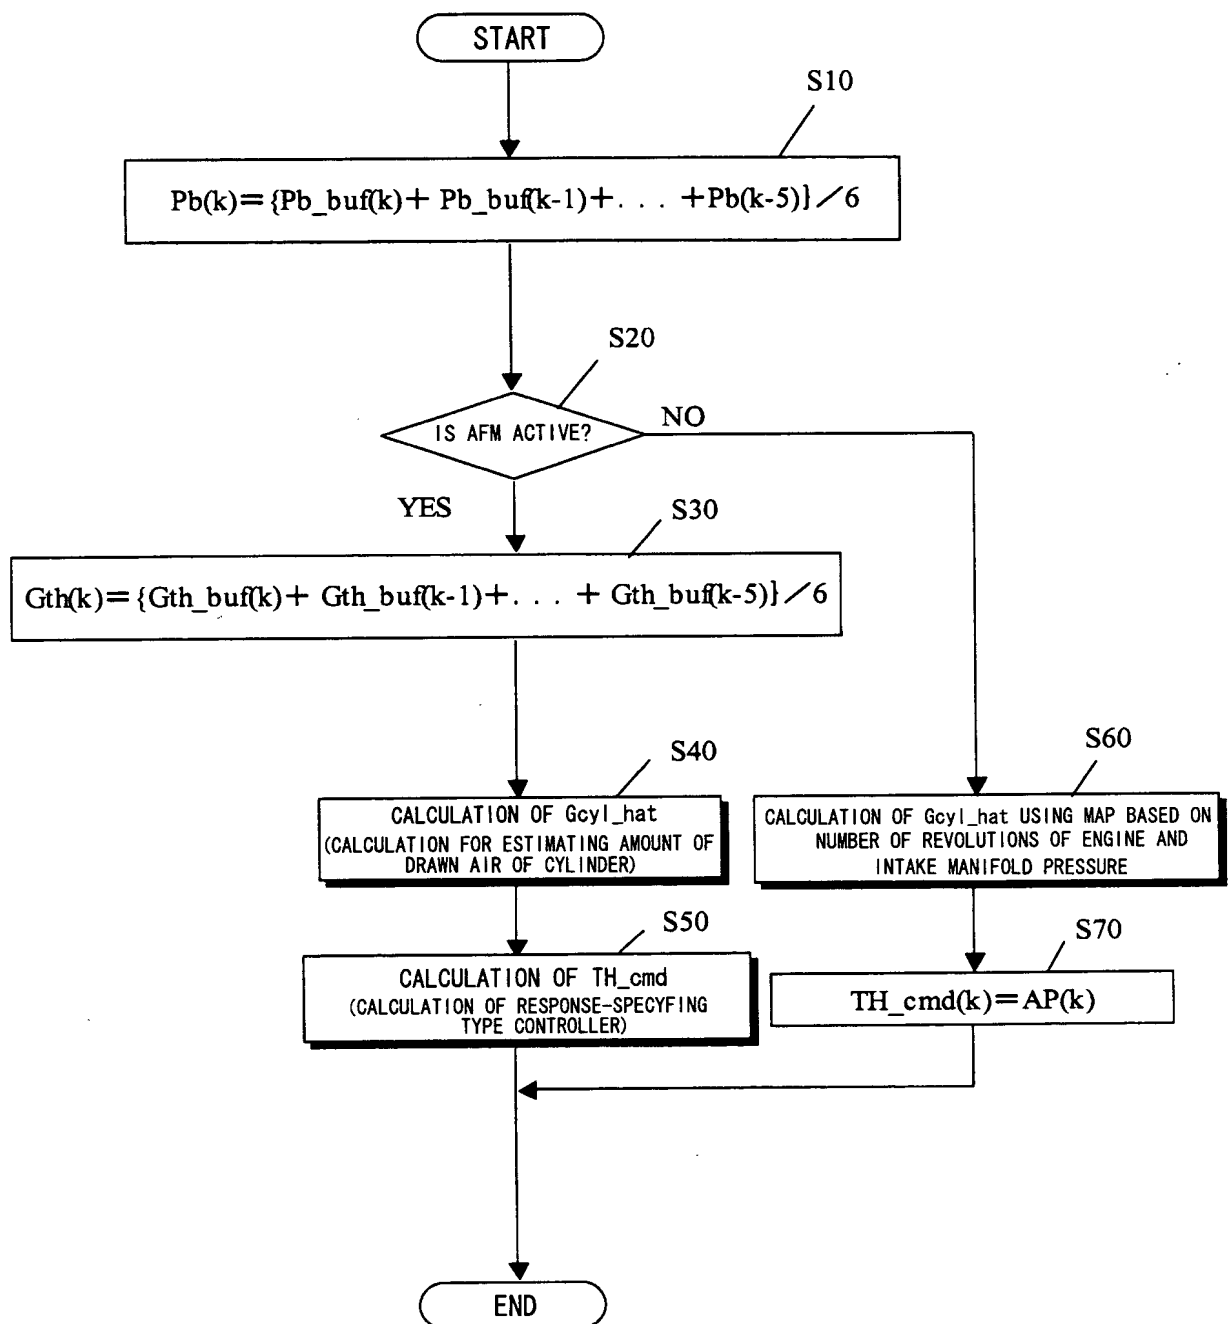 START
S10
Pb(k)={Pb_buf(k)+ Pb_buf(k-1)+. . . +Pb(k-5)}/6
S20
IS AFM ACTIVE?
NO
YES
S30
Gth(k)={Gth_buf(k)+ Gth_buf(k-1)+. . . + Gth_buf(k-5)}/6
S40
CALCULATION OF Gcyl_hat
(CALCULATION FOR ESTIMATING AMOUNT OF
DRAWN AIR OF CYLINDER)
S60
CALCULATION OF Gcyl_hat USING MAP BASED ON
NUMBER OF REVOLUTIONS OF ENGINE AND
INTAKE MANIFOLD PRESSURE
S50
CALCULATION OF TH_cmd
(CALCULATION OF RESPONSE-SPECYFING
TYPE CONTROLLER)
S70
TH_cmd(k)=AP(k)
END